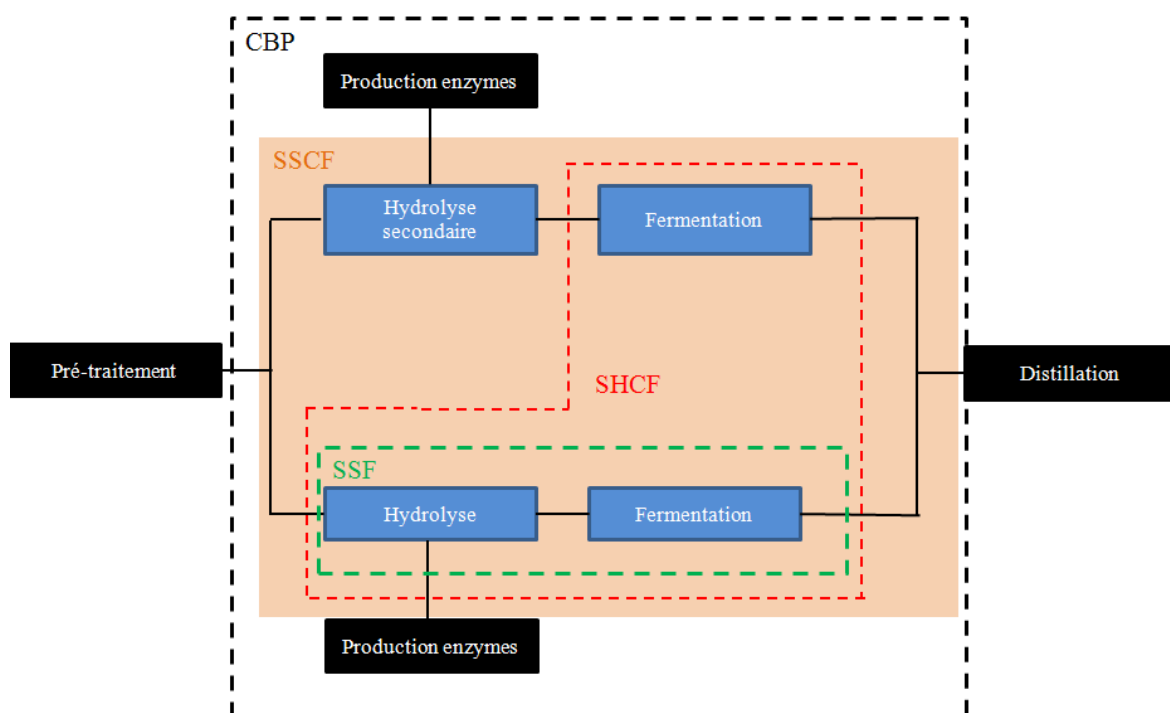 CBP
Production enzymes
SSCF
Hydrolyse
secondaire
Fermentation
Pré-traitement
Distillation
SHCF
SSF
Hydrolyse
Fermentation
Production enzymes